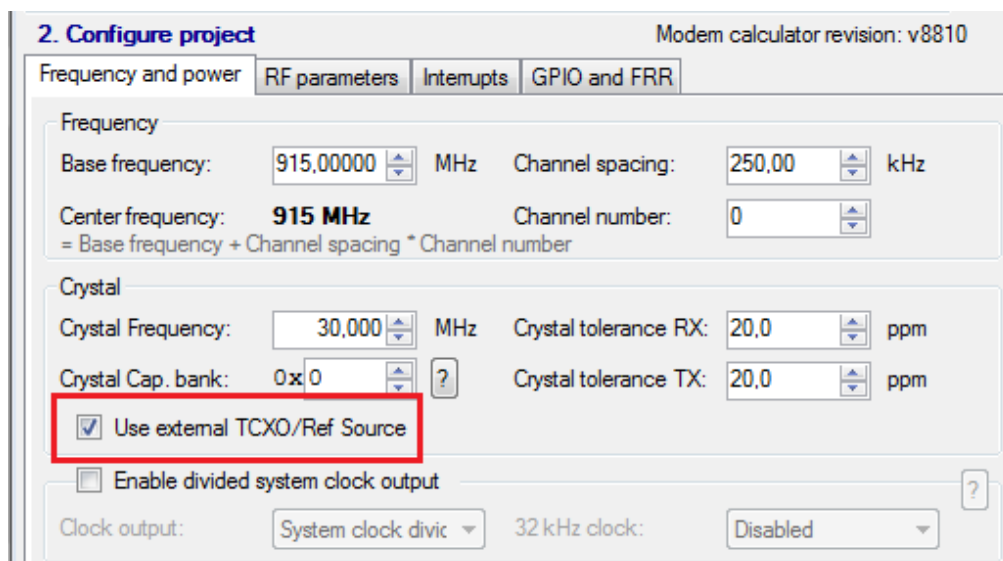 2. Configure project Modem calculator revision: v8810
Frequency and power RF parameters Interrupts GPIO and FRR
Frequency
Base frequency: 915,00000 MHz Channel spacing: 250,00 kHz
Center frequency: 915 MHz Channel number: 0
= Base frequency + Channel spacing * Channel number
Crystal
Crystal Frequency: 30,000 MHz Crystal tolerance RX: 20,0 ppm
Crystal Cap. bank: 0x 0 ? Crystal tolerance TX: 20,0 ppm
Use external TCXO/Ref Source
Enable divided system clock output ?
Clock output: System clock divic 32 kHz clock: Disabled